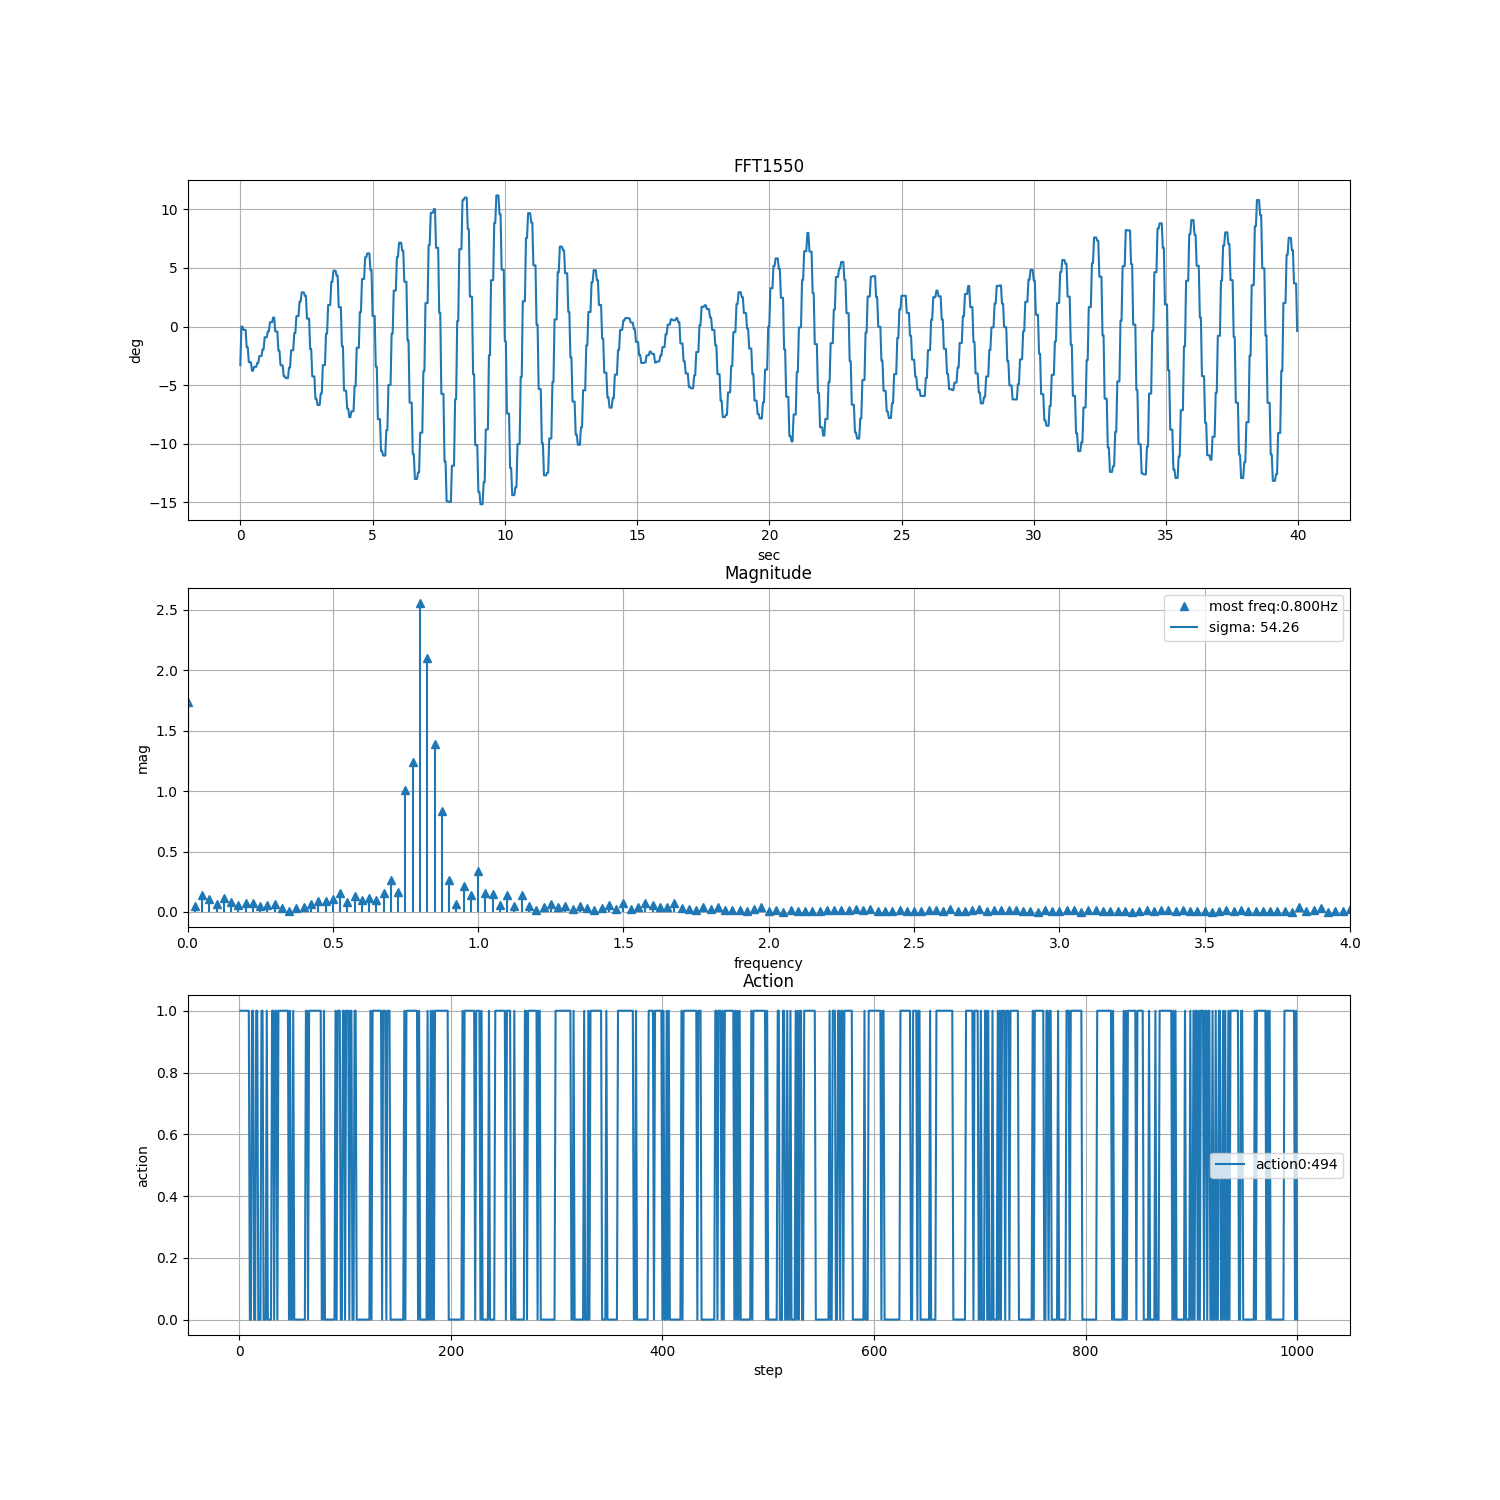 FFT1550
10
5
0
−5
−10
−15
deg
0 5 10 15 20 25 30 35 40
sec
Magnitude
2.5
2.0
1.5
1.0
0.5
0.0
mag
most freq:0.800Hz
sigma: 54.26
0.0 0.5 1.0 1.5 2.0 2.5 3.0 3.5 4.0
frequency
Action
1.0
0.8
0.6
0.4
0.2
0.0
action
action0:494
0 200 400 600 800 1000
step